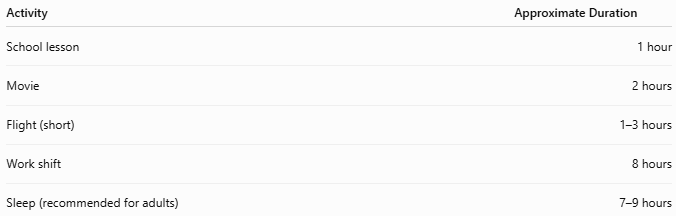 Activity Approximate Duration
School lesson 1 hour
Movie 2 hours
Flight (short) 1–3 hours
Work shift 8 hours
Sleep (recommended for adults) 7–9 hours